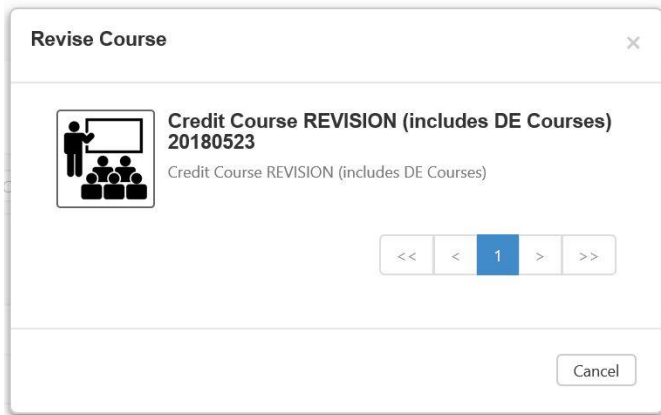 Revise Course ×
Credit Course REVISION (includes DE Courses)
20180523
Credit Course REVISION (includes DE Courses)
<< < 1 > >>
Cancel